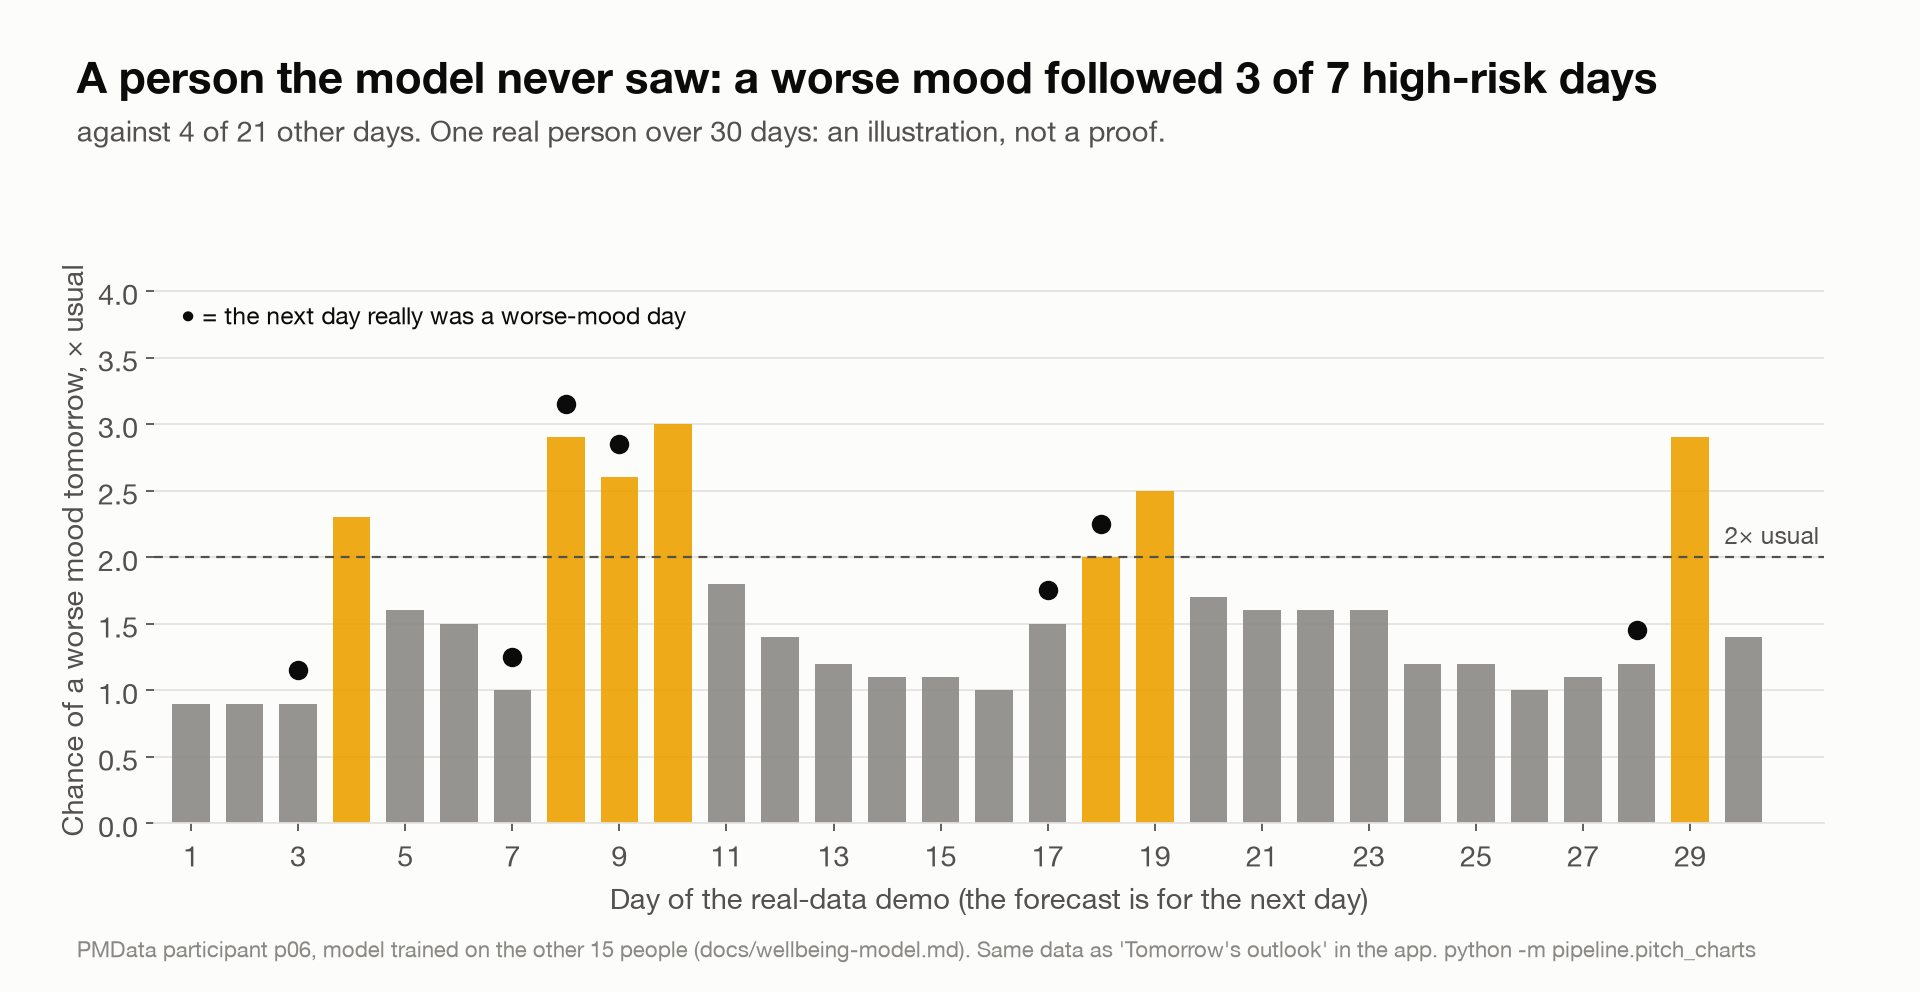 A person the model never saw: a worse mood followed 3 of 7 high-risk days
against 4 of 21 other days. One real person over 30 days: an illustration, not a proof.
Chance of a worse mood tomorrow, × usual
4.0
● = the next day really was a worse-mood day
3.5
3.0
2.5
2× usual
2.0
1.5
1.0
0.5
0.0
1 3 5 7 9 11 13 15 17 19 21 23 25 27 29
Day of the real-data demo (the forecast is for the next day)
PMData participant p06, model trained on the other 15 people (docs/wellbeing-model.md). Same data as 'Tomorrow's outlook' in the app. python -m pipeline.pitch_charts